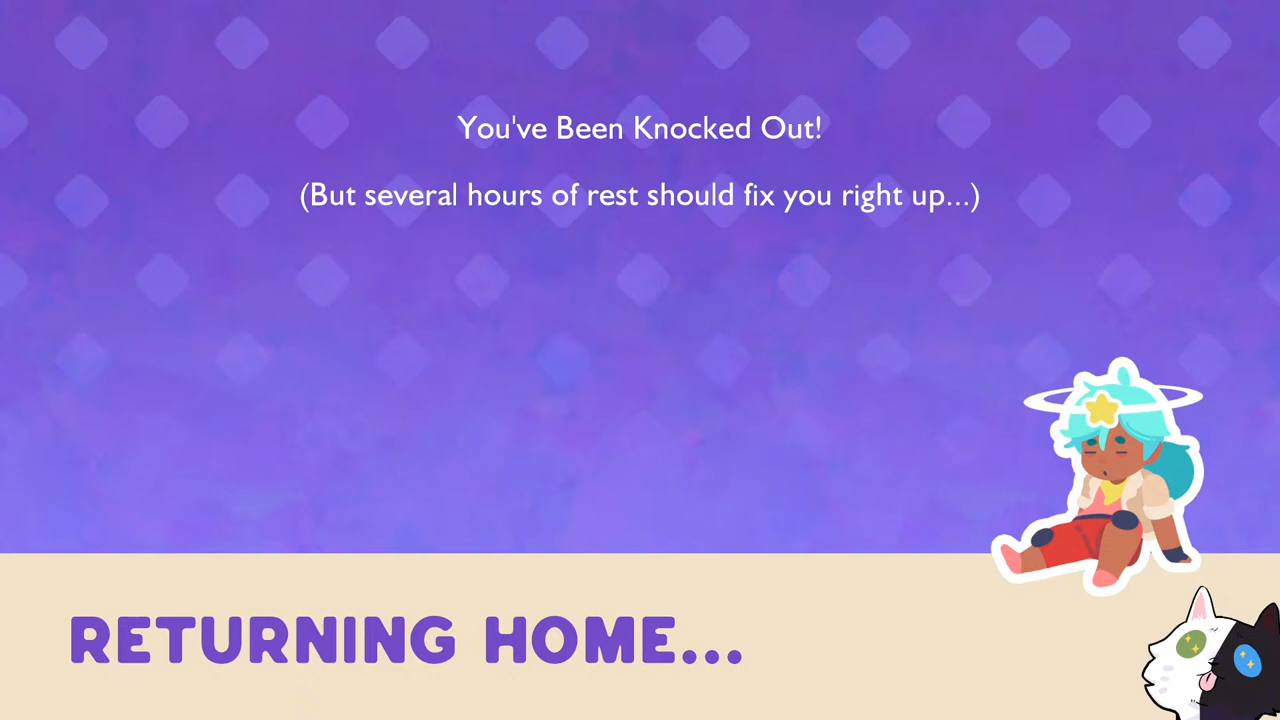 You've Been Knocked Out!
(But several hours of rest should fix you right up...)
RETURNING HOME...